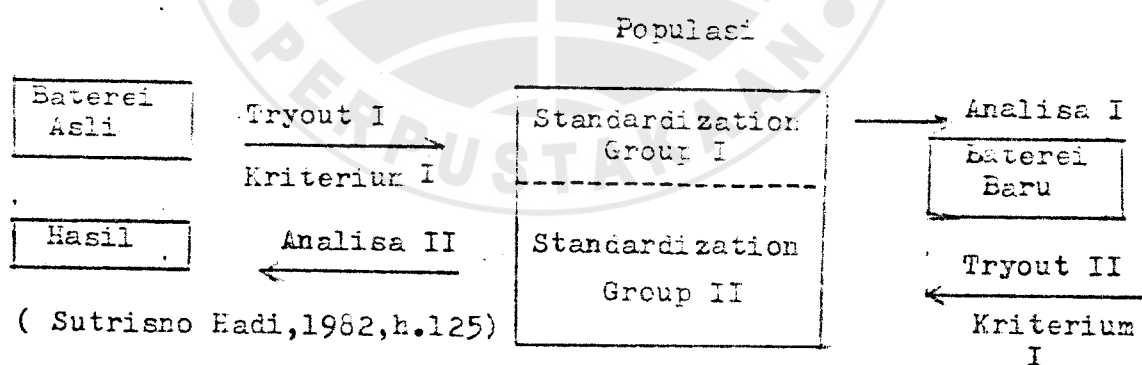 Populasi
Baterei
Asli
Tryout I
Kriterium I
Standardization
Group I
Analisa I
Baterei
Baru
Hasil
Analisa II
Standardization
Group II
Tryout II
Kriterium
I
( Sutrisno Hadi,1982,h.125)
PERPUSTAKAAN